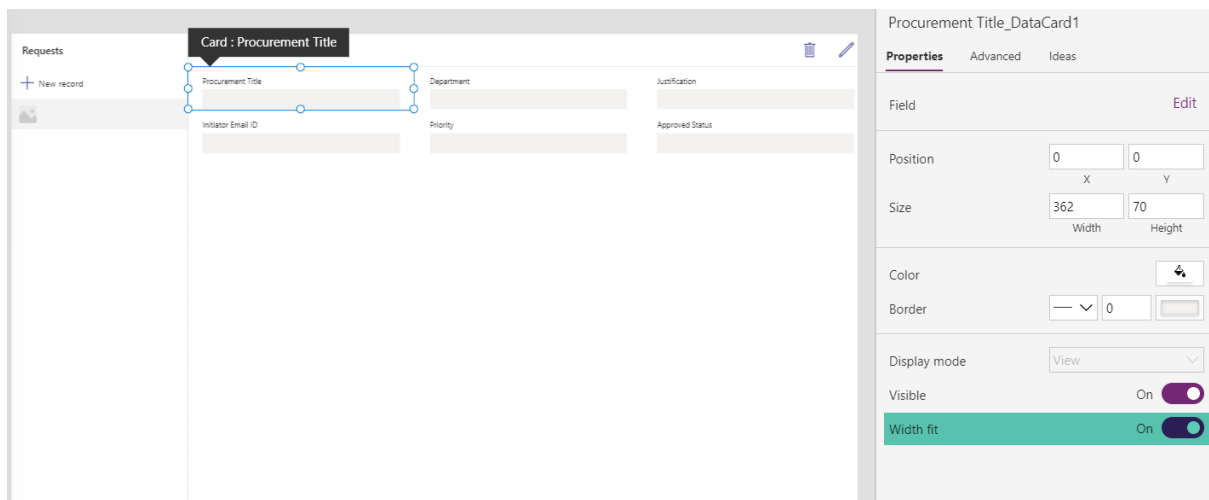 Requests
New record
Card : Procurement Title
Procurement Title
Department
Justification
Initiator Email ID
Priority
Approved Status
Procurement Title_DataCard1
Properties Advanced Ideas
Field Edit
Position 0 0
X Y
Size 362 70
Width Height
Color
Border 0
Display mode View
Visible On
Width fit On